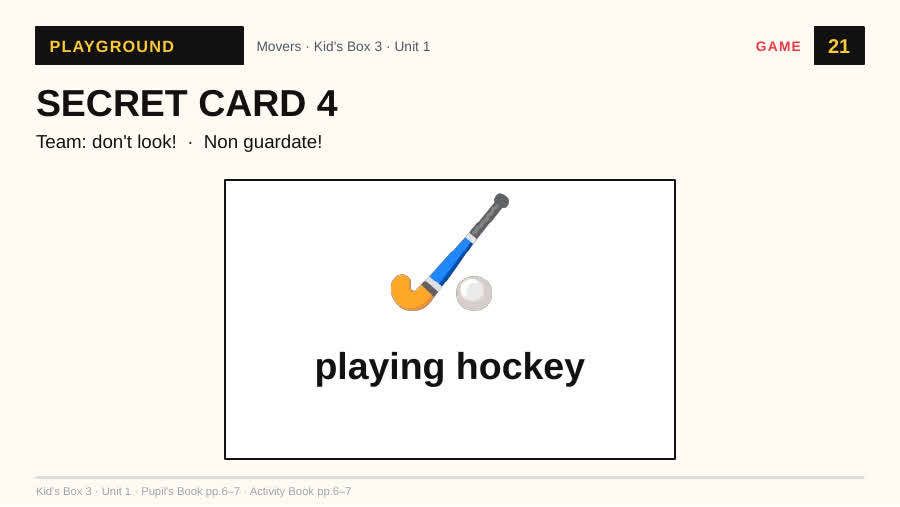 PLAYGROUND
Movers · Kid's Box 3 · Unit 1
GAME
21
SECRET CARD 4
Team: don't look! · Non guardate!
playing hockey
Kid's Box 3 · Unit 1 · Pupil's Book pp.6–7 · Activity Book pp.6–7